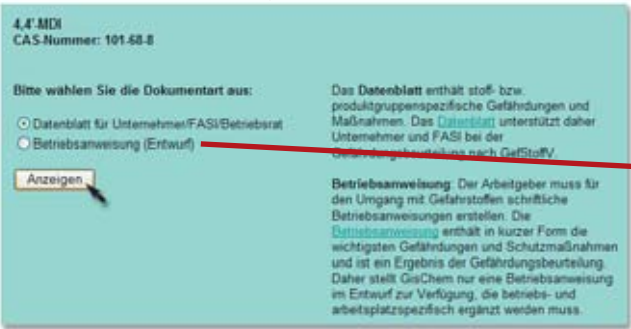 4,4'-MDI
CAS-Nummer: 101-68-8
Bitte wählen Sie die Dokumentart aus:
Datenblatt für Unternehmer/FASI/Betriebsrat
Betriebsanweisung (Entwurf)
Anzeigen
Das Datenblatt enthält stoff- bzw.
produktgruppenspezifische Gefährdungen und
Maßnahmen. Das Datenblatt unterstützt daher
Unternehmer und FASI bei der
Gefährdungsbeurteilung nach GefStoffV.
Betriebsanweisung: Der Arbeitgeber muss für
den Umgang mit Gefahrstoffen schriftliche
Betriebsanweisungen erstellen. Die
Betriebsanweisung enthält in kurzer Form die
wichtigsten Gefährdungen und Schutzmaßnahmen
und ist ein Ergebnis der Gefährdungsbeurteilung.
Daher stellt GisChem nur eine Betriebsanweisung
im Entwurf zur Verfügung, die betriebs- und
arbeitsplatzspezifisch ergänzt werden muss.